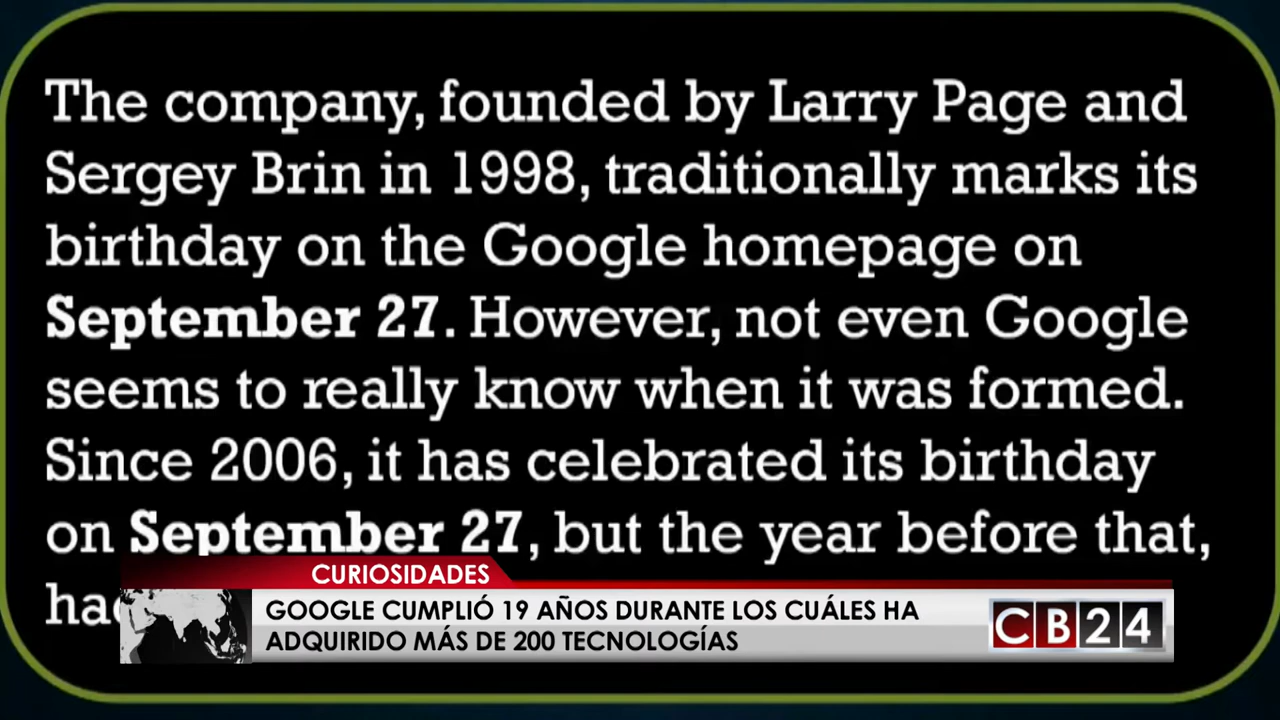 The company, founded by Larry Page and
Sergey Brin in 1998, traditionally marks its
birthday on the Google homepage on
September 27. However, not even Google
seems to really know when it was formed.
Since 2006, it has celebrated its birthday
on September 27, but the year before that,
CURIOSIDADES
GOOGLE CUMPLIÓ 19 AÑOS DURANTE LOS CUÁLES HA
ADQUIRIDO MÁS DE 200 TECNOLOGÍAS
CB24